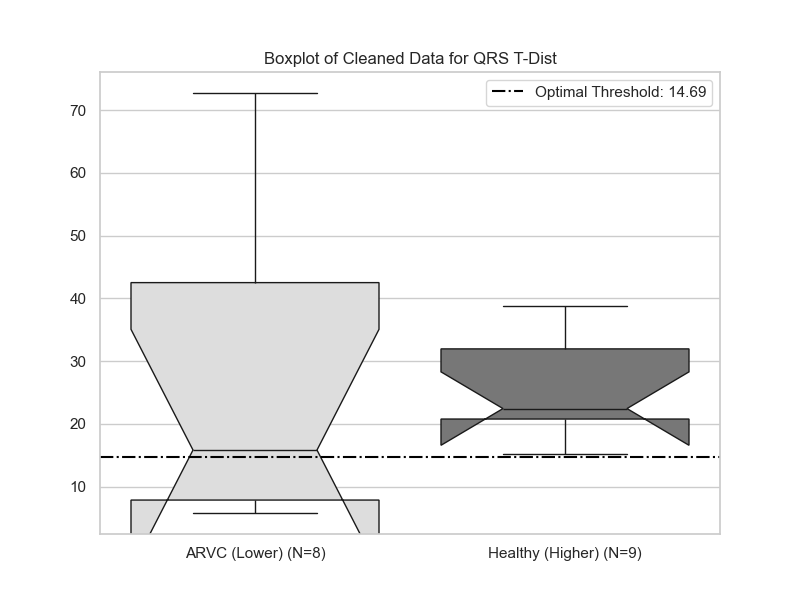 Boxplot of Cleaned Data for QRS T-Dist
Optimal Threshold: 14.69
70
60
50
40
30
20
10
ARVC (Lower) (N=8)
Healthy (Higher) (N=9)